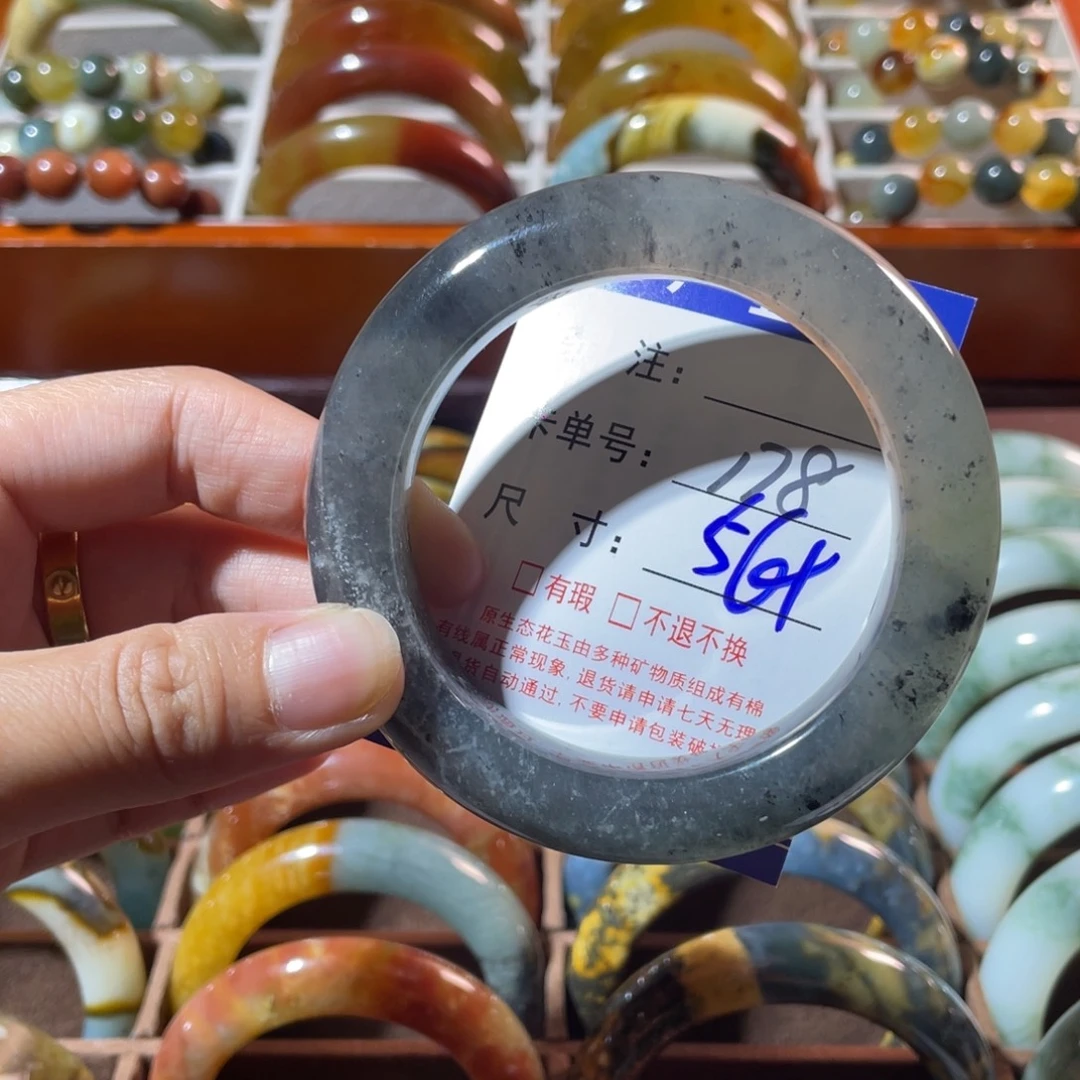 注:
单号: 178
尺 寸: 56
□有瑕 □不退不换
原生态花玉由多种矿物质组成有棉
有线属正常现象,退货请申请七天无理
货自动通过,不要申请包装破